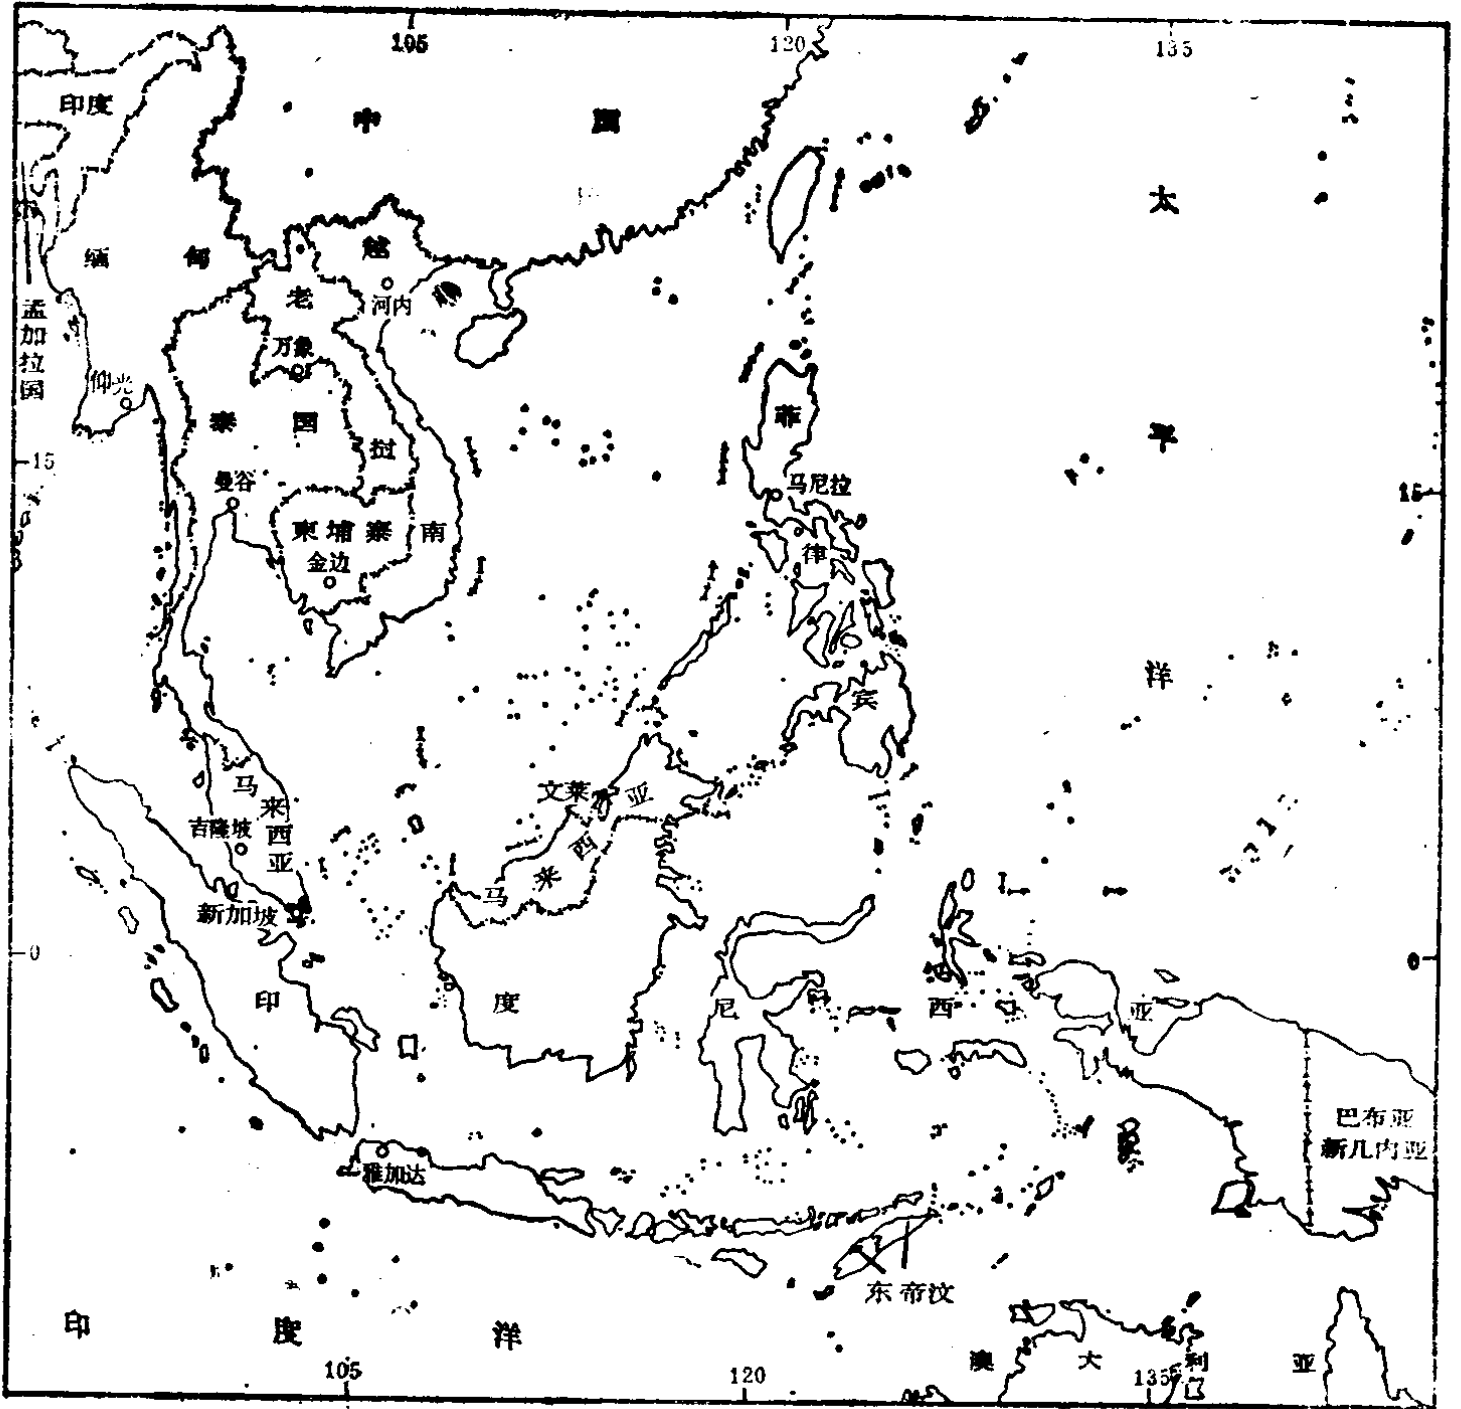 105
120
135
印度
中 国
太
缅 甸
越
老
河内
孟加拉国
万象
仰光
泰 国
菲
挝
平
15
曼谷
马尼拉
15
柬埔寨
南
律
金边
洋
宾
马来西亚
文莱
亚
西
来
马
吉隆坡
新加坡
0
0
印
度
尼
西
亚
巴布亚
新几内亚
雅加达
东帝汶
印 度 洋
澳 大 利 亚
105
120
135